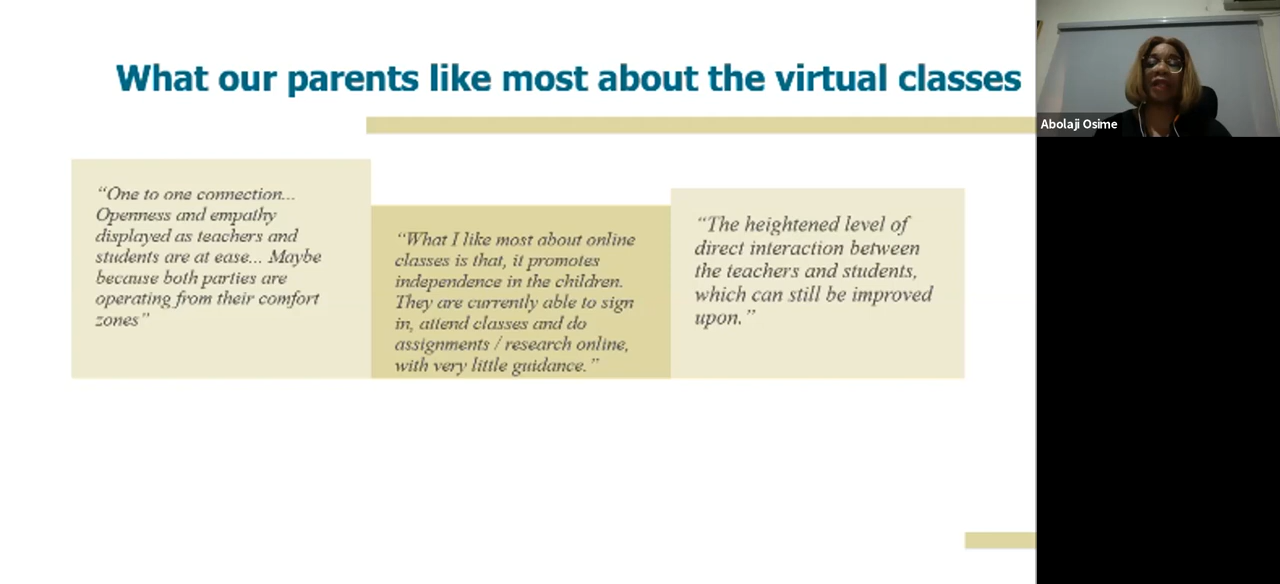 What our parents like most about the virtual classes
Abolaji Osime
“One to one connection...
Openness and empathy
displayed as teachers and
students are at ease... Maybe
because both parties are
operating from their comfort
zones”
“What I like most about online
classes is that, it promotes
independence in the children.
They are currently able to sign
in, attend classes and do
assignments / research online,
with very little guidance.”
“The heightened level of
direct interaction between
the teachers and students,
which can still be improved
upon.”